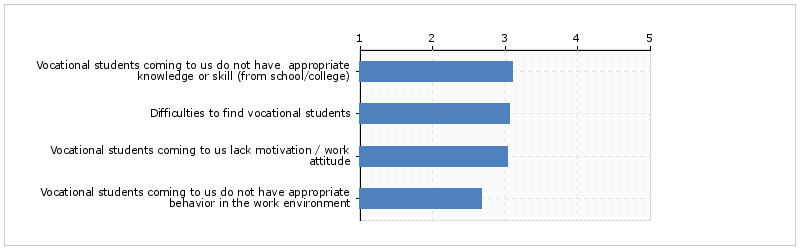 1 2 3 4 5
Vocational students coming to us do not have  appropriate
knowledge or skill (from school/college)
Difficulties to find vocational students
Vocational students coming to us lack motivation / work
attitude
Vocational students coming to us do not have appropriate
behavior in the work environment